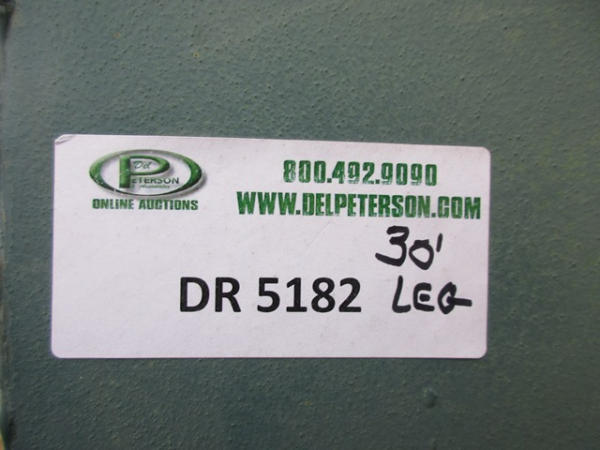 Del
PETERSON
ONLINE AUCTIONS
800.492.9090
WWW.DELPETERSON.COM
30'
DR 5182 LEG